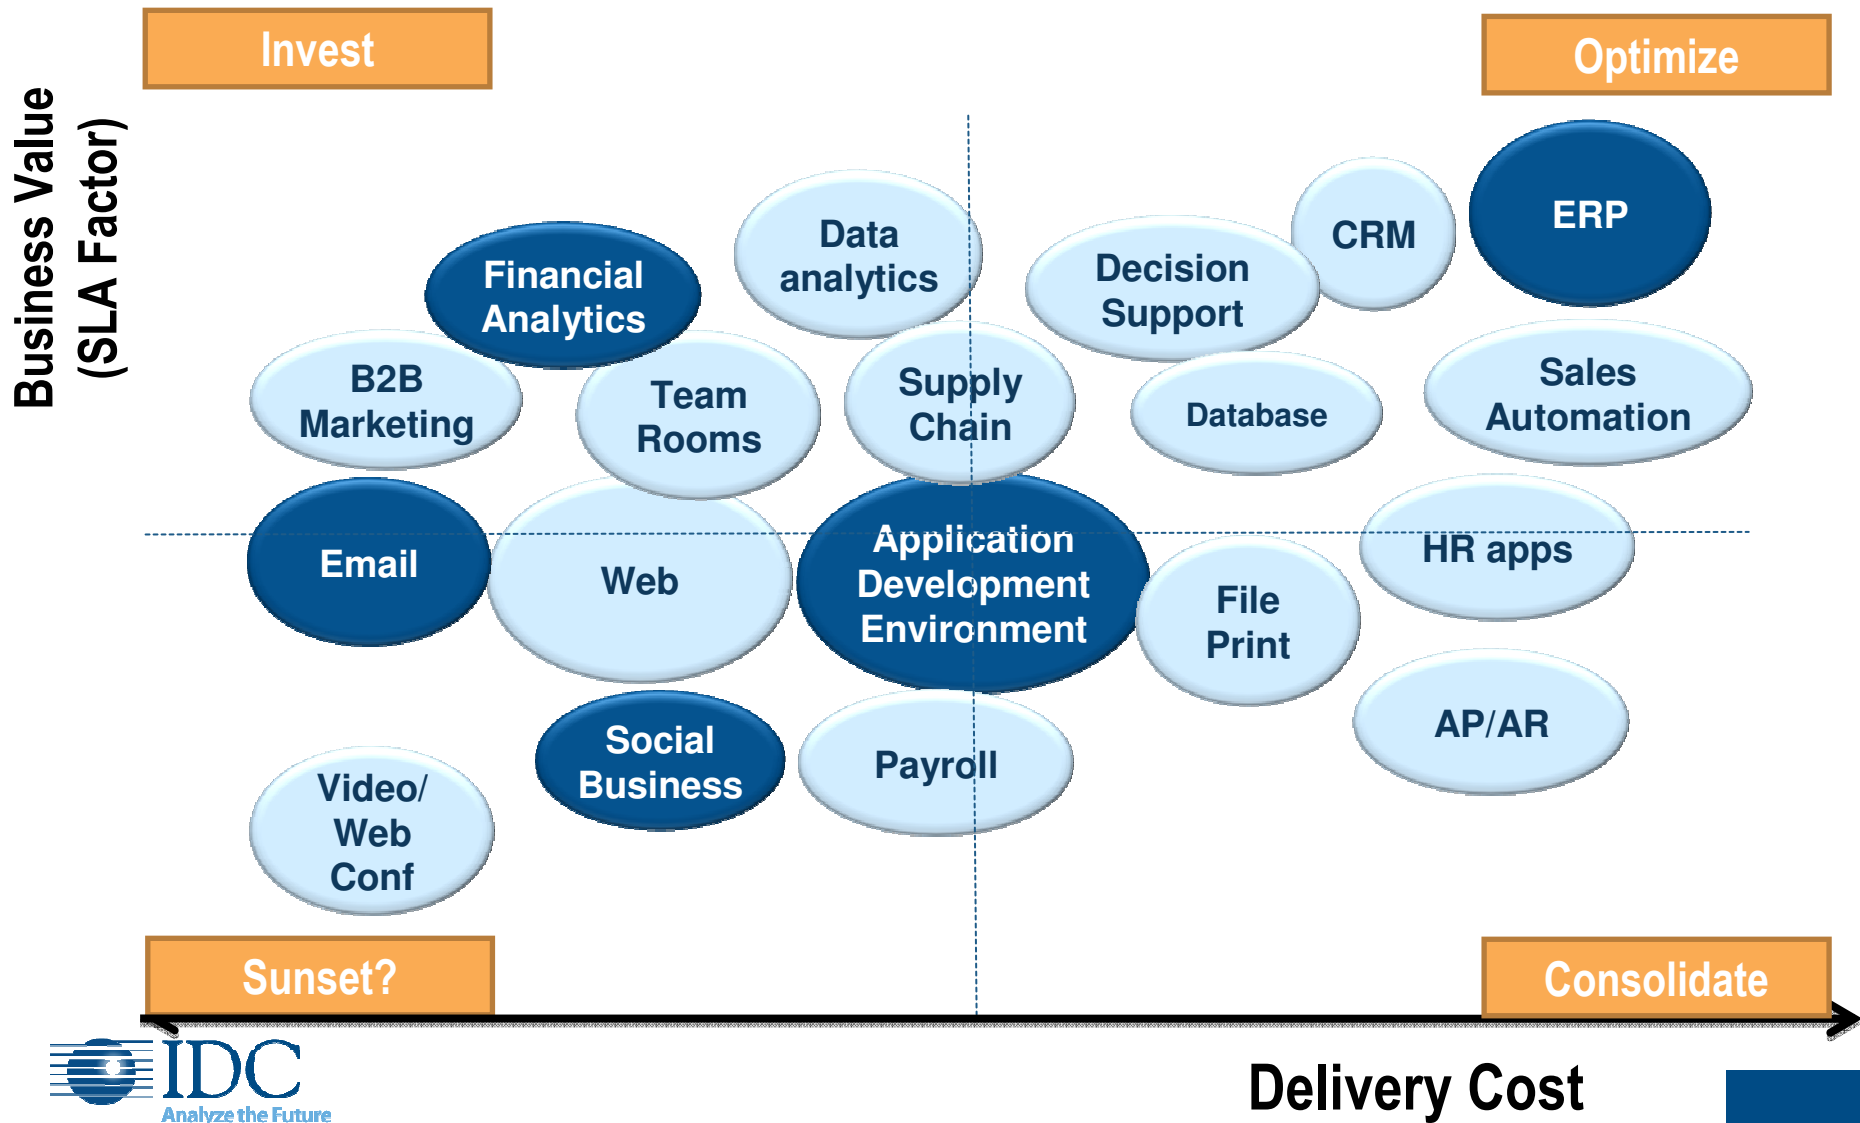 Invest
Optimize
Business Value
(SLA Factor)
ERP
CRM
Data
analytics
Decision
Support
Financial
Analytics
B2B
Marketing
Team
Rooms
Supply
Chain
Database
Sales
Automation
Email
Web
Application
Development
Environment
File
Print
HR apps
Social
Business
Payroll
AP/AR
Video/
Web
Conf
Sunset?
Consolidate
IDC
Analyze the Future
Delivery Cost